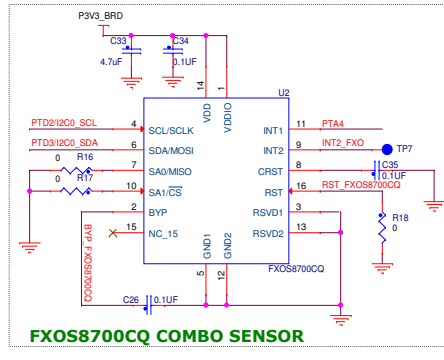 P3V3_BRD
C33
4.7uF
C34
0.1UF
14
1
U2
VDD
VDDIO
PTD2/I2C0_SCL
4
SCL/SCLK
INT1
11
PTA4
PTD3/I2C0_SDA
6
SDA/MOSI
INT2
9
INT2_FXO
TP7
0
R16
7
SA0/MISO
CRST
8
C35
0.1UF
0
R17
10
SA1/CS
RST
16
RST_FXOS8700CQ
2
BYP
RSVD1
3
R18
0
15
NC_15
RSVD2
13
BYP_FXOS8700CQ
GND1
GND2
5
12
FXOS8700CQ
C26
0.1UF
FXOS8700CQ COMBO SENSOR